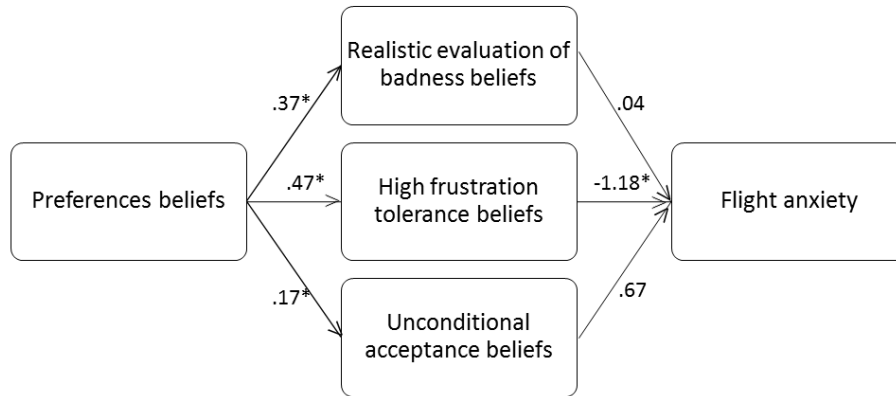 Realistic evaluation of
badness beliefs
.37*
.04
Preferences beliefs
.47*
High frustration
tolerance beliefs
-1.18*
Flight anxiety
.17*
.67
Unconditional
acceptance beliefs